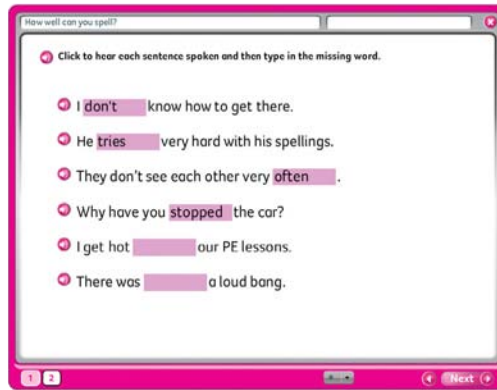 How well can you spell?
Click to hear each sentence spoken and then type in the missing word.
I don't know how to get there.
He tries very hard with his spellings.
They don't see each other very often .
Why have you stopped the car?
I get hot our PE lessons.
There was a loud bang.
1 2 Next